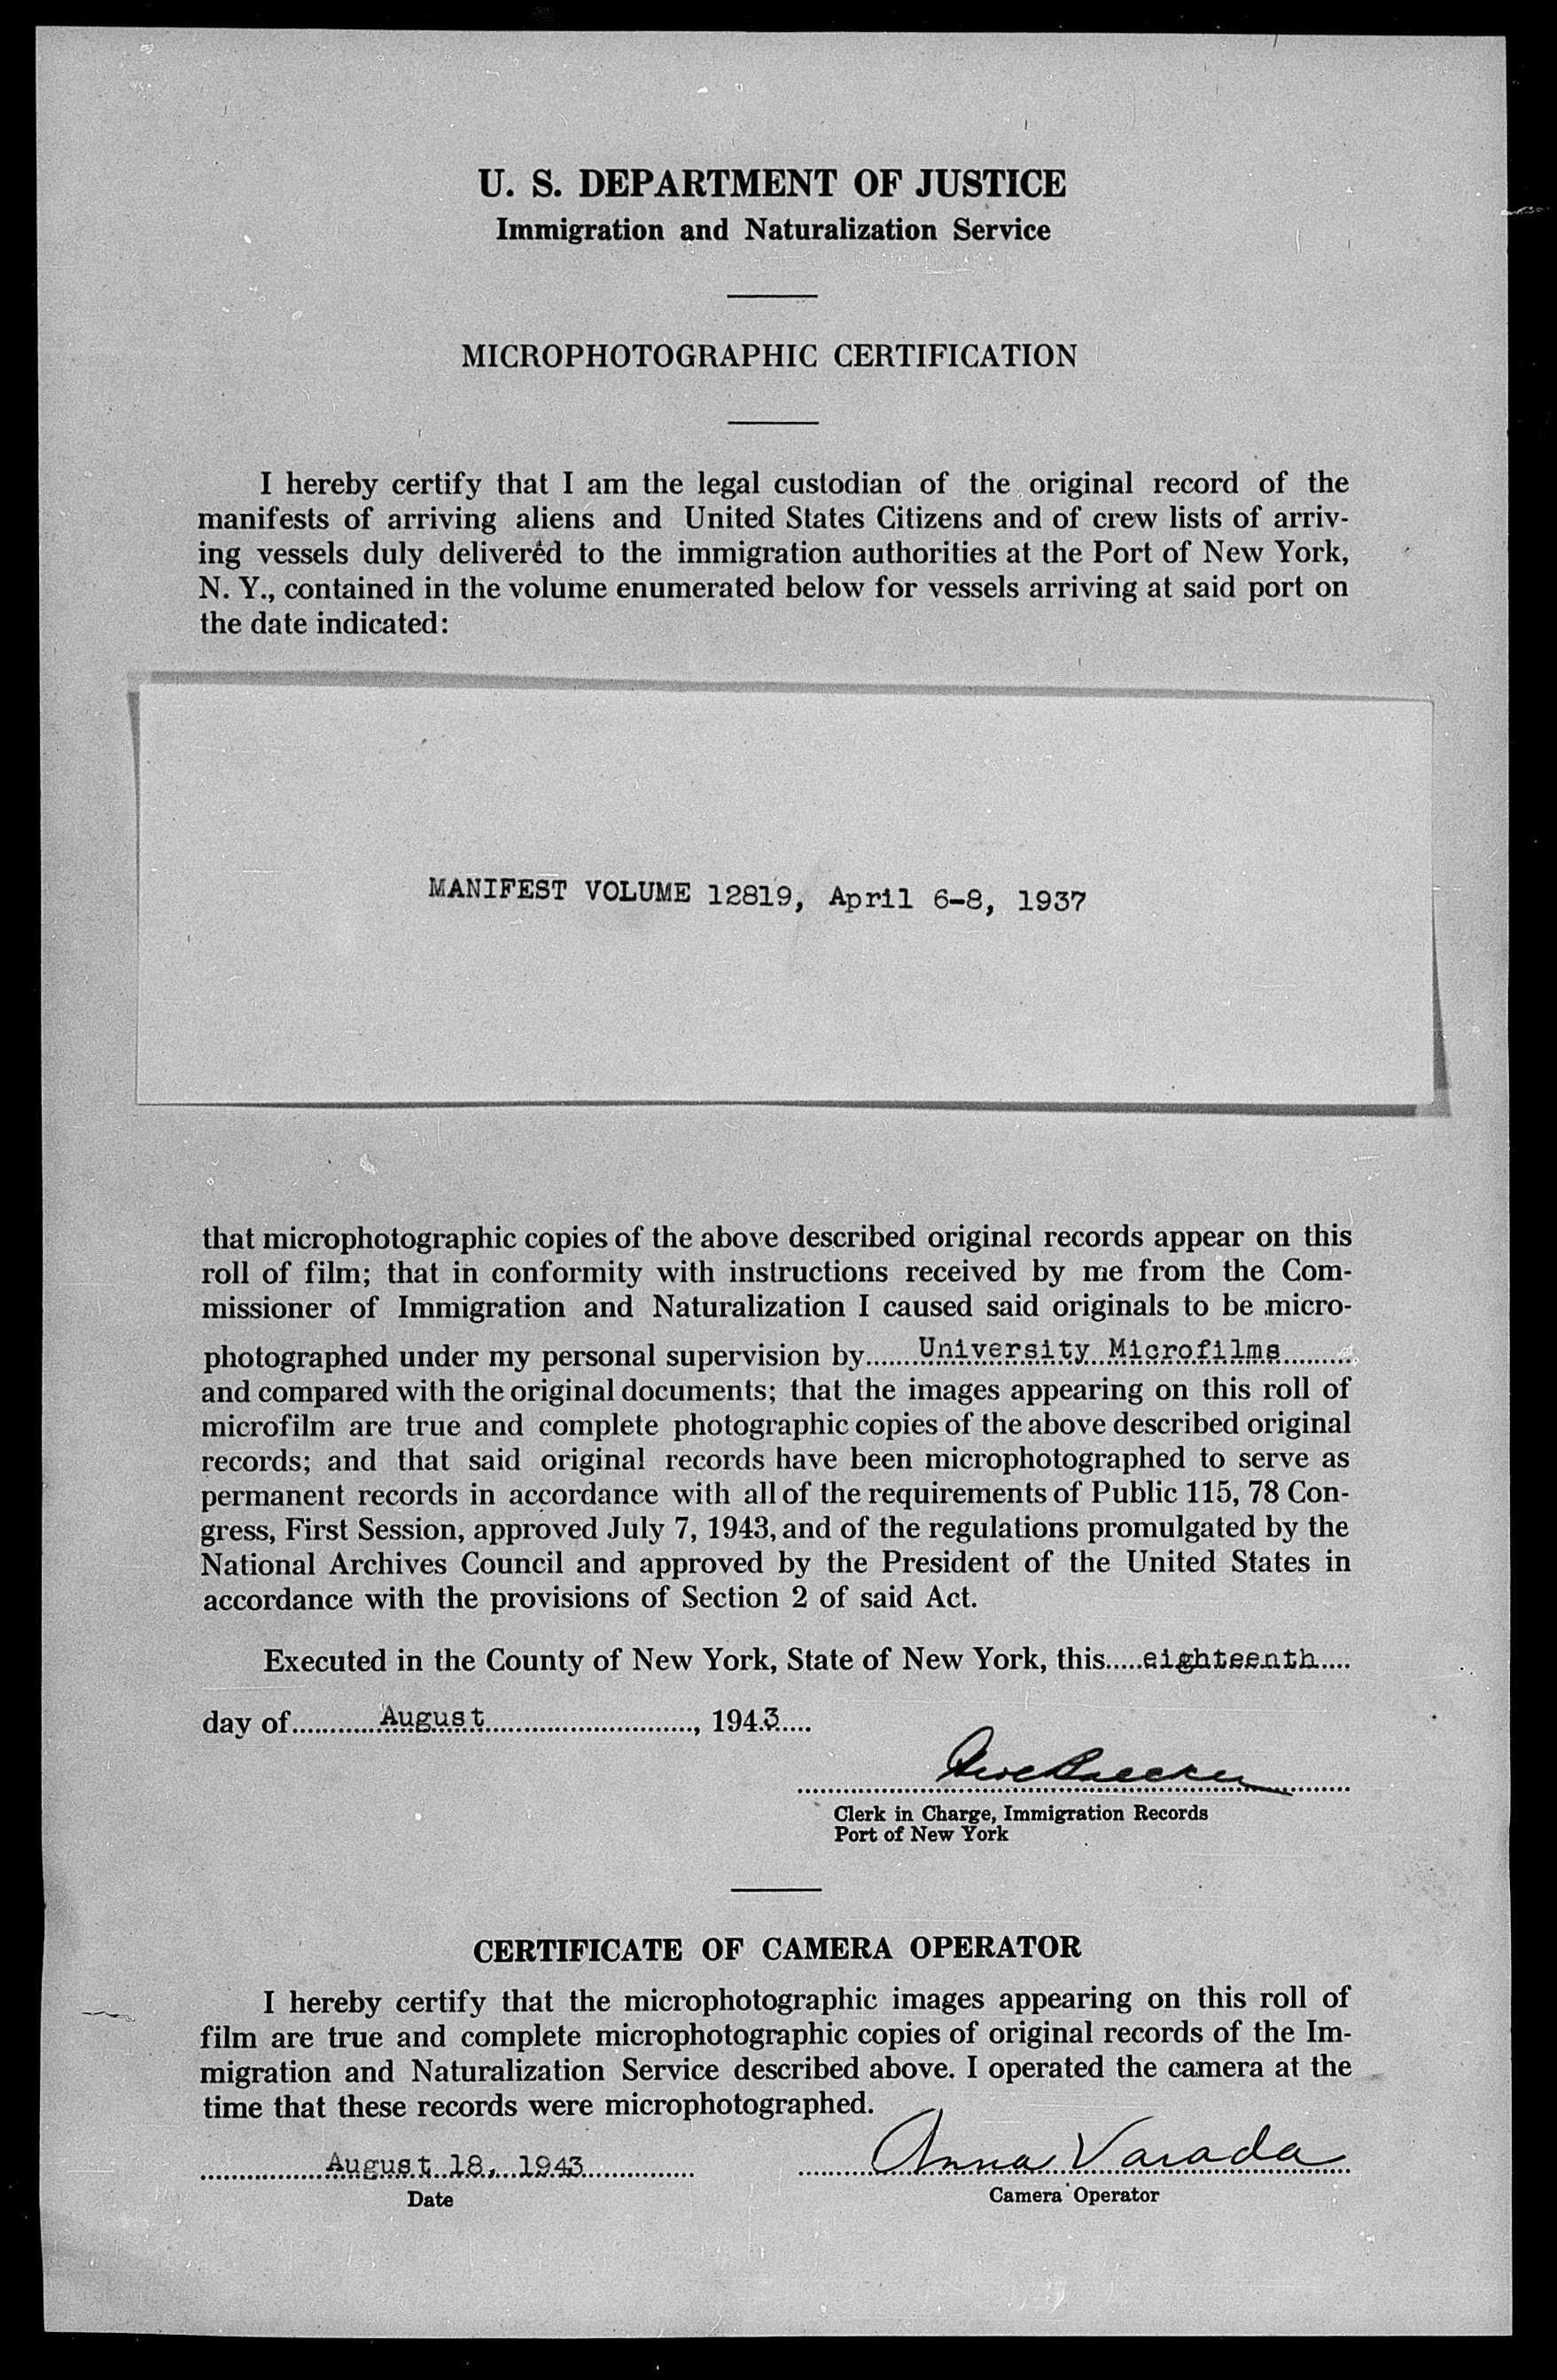 U. S. DEPARTMENT OF JUSTICE
Immigration and Naturalization Service
MICROPHOTOGRAPHIC CERTIFICATION
I hereby certify that I am the legal custodian of the original record of the
manifests of arriving aliens and United States Citizens and of crew lists of arriv-
ing vessels duly delivered to the immigration authorities at the Port of New York,
N. Y., contained in the volume enumerated below for vessels arriving at said port on
the date indicated:
MANIFEST VOLUME 12819, April 6-8, 1937
that microphotographic copies of the above described original records appear on this
roll of film; that in conformity with instructions received by me from the Com-
missioner of Immigration and Naturalization I caused said originals to be micro-
photographed under my personal supervision by University Microfilms
and compared with the original documents; that the images appearing on this roll of
microfilm are true and complete photographic copies of the above described original
records; and that said original records have been microphotographed to serve as
permanent records in accordance with all of the requirements of Public 115, 78 Con-
gress, First Session, approved July 7, 1943, and of the regulations promulgated by the
National Archives Council and approved by the President of the United States in
accordance with the provisions of Section 2 of said Act.
Executed in the County of New York, State of New York, this eighteenth
day of August, 1943
Clerk in Charge, Immigration Records
Port of New York
CERTIFICATE OF CAMERA OPERATOR
I hereby certify that the microphotographic images appearing on this roll of
film are true and complete microphotographic copies of original records of the Im-
migration and Naturalization Service described above. I operated the camera at the
time that these records were microphotographed.
August 18, 1943 Anna Varada
Date Camera Operator